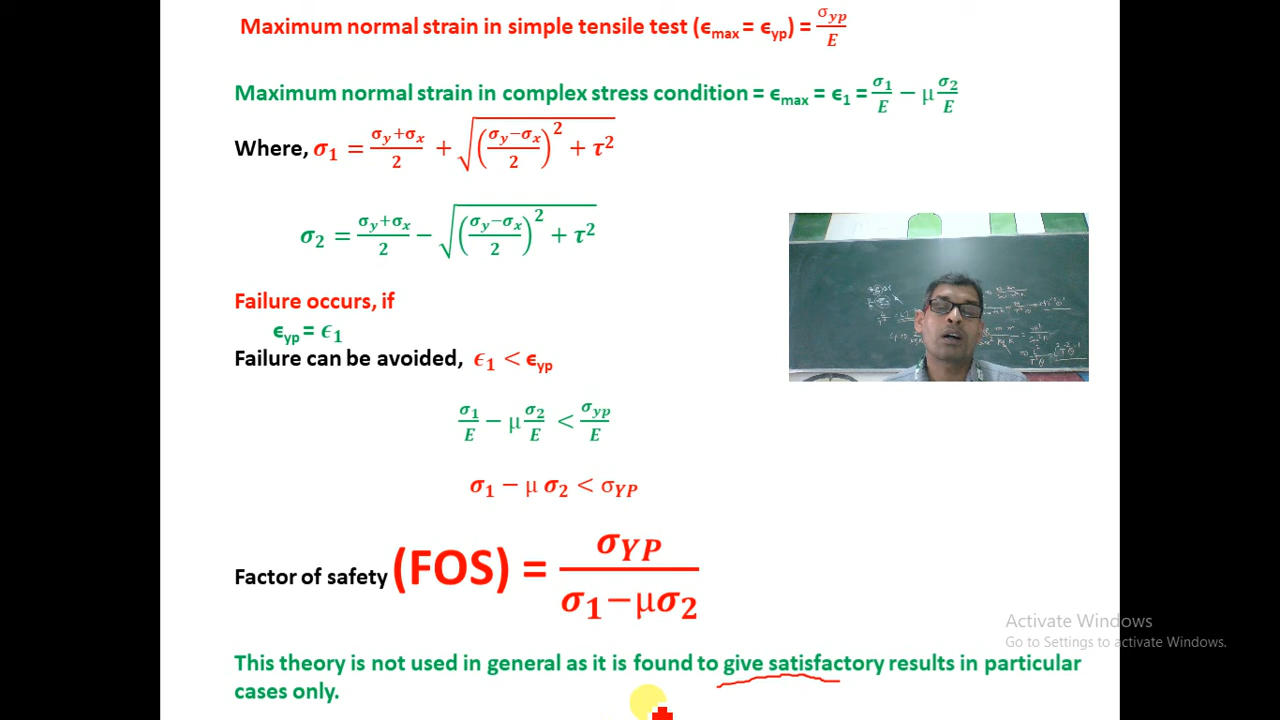 Maximum normal strain in simple tensile test (ϵmax = ϵyp) = σyp/E
Maximum normal strain in complex stress condition = ϵmax = ϵ1 = σ1/E − μ σ2/E
Where, σ1 = (σy+σx)/2 + √(((σy−σx)/2)² + τ²)
σ2 = (σy+σx)/2 − √(((σy−σx)/2)² + τ²)
Failure occurs, if
ϵyp = ϵ1
Failure can be avoided, ϵ1 < ϵyp
σ1/E − μ σ2/E < σyp/E
σ1 − μ σ2 < σYP
Factor of safety (FOS) = σYP/(σ1−μσ2)
Activate Windows
Go to Settings to activate Windows.
This theory is not used in general as it is found to give satisfactory results in particular
cases only.